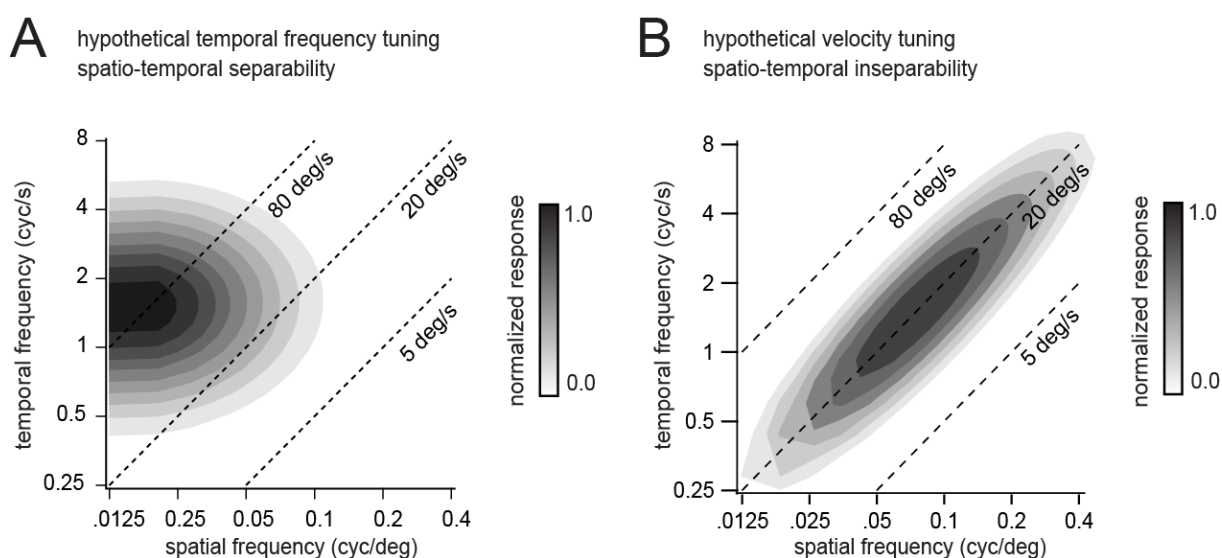 A
hypothetical temporal frequency tuning
spatio-temporal separability
temporal frequency (cyc/s)
8
4
2
1
0.5
0.25
80 deg/s
20 deg/s
5 deg/s
.0125
0.25
0.05
0.1
0.2
0.4
spatial frequency (cyc/deg)
normalized response
1.0
0.0
B
hypothetical velocity tuning
spatio-temporal inseparability
temporal frequency (cyc/s)
8
4
2
1
0.5
0.25
80 deg/s
20 deg/s
5 deg/s
.0125
.025
.05
0.1
0.2
0.4
spatial frequency (cyc/deg)
normalized response
1.0
0.0